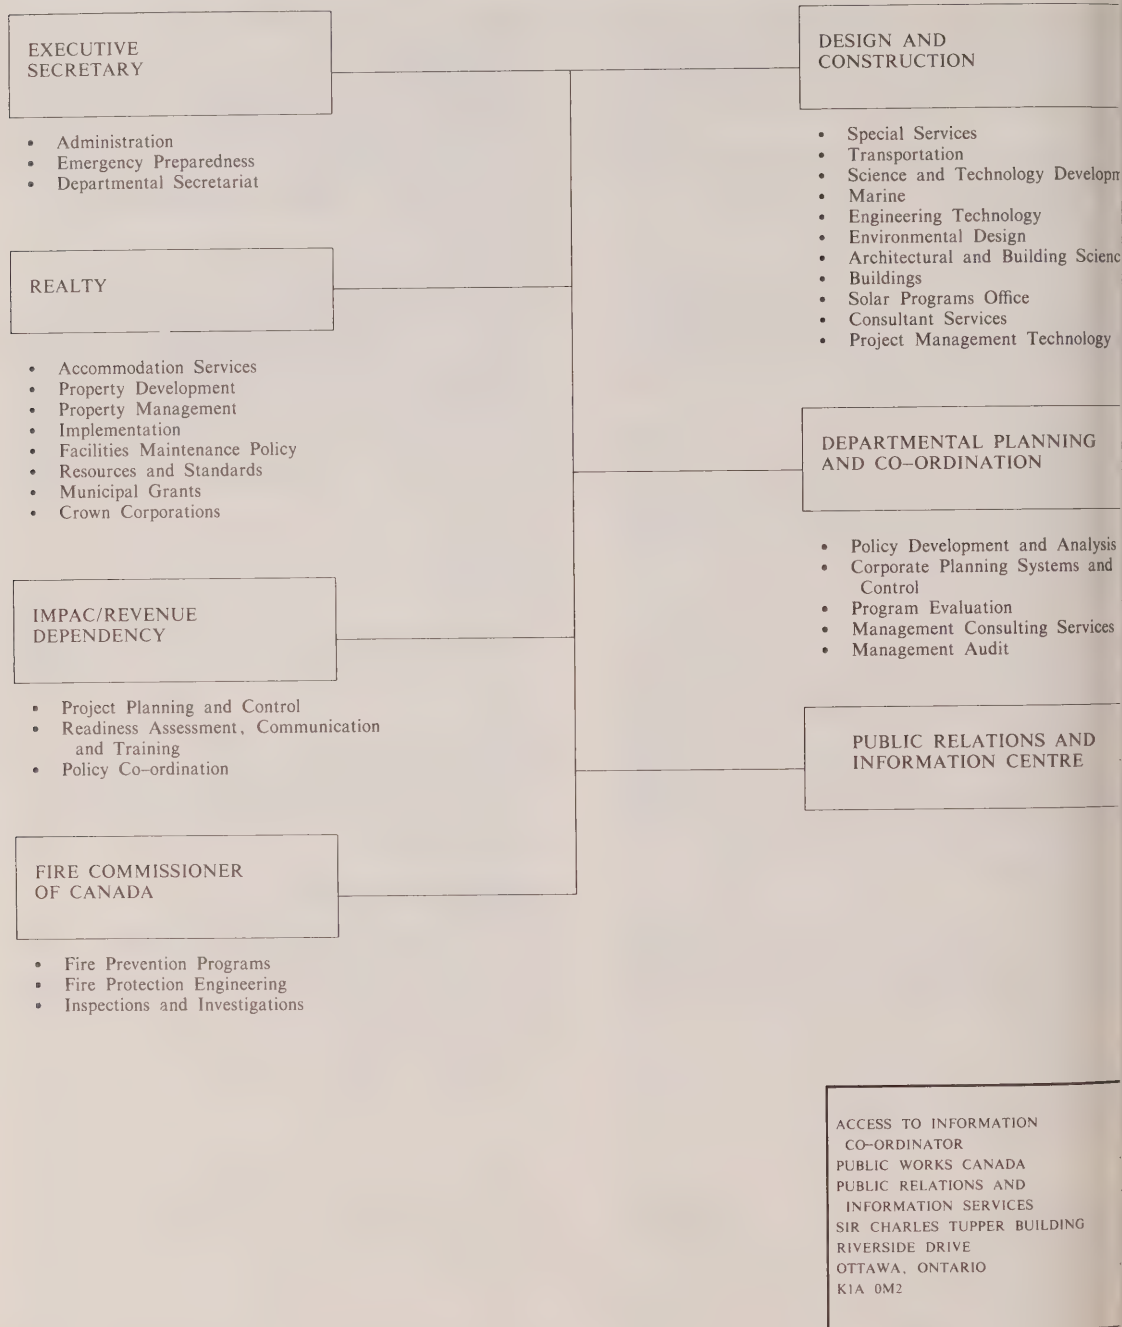 EXECUTIVE
SECRETARY
• Administration
• Emergency Preparedness
• Departmental Secretariat
REALTY
• Accommodation Services
• Property Development
• Property Management
• Implementation
• Facilities Maintenance Policy
• Resources and Standards
• Municipal Grants
• Crown Corporations
IMPAC/REVENUE
DEPENDENCY
• Project Planning and Control
• Readiness Assessment, Communication
and Training
• Policy Co-ordination
FIRE COMMISSIONER
OF CANADA
• Fire Prevention Programs
• Fire Protection Engineering
• Inspections and Investigations
DESIGN AND
CONSTRUCTION
• Special Services
• Transportation
• Science and Technology
• Marine
• Engineering Technology
• Environmental Design
• Architectural and Building
• Buildings
• Solar Programs Office
• Consultant Services
• Project Management Technology
DEPARTMENTAL PLANNING
AND CO-ORDINATION
• Policy Development and Analysis
• Corporate Planning Systems and
Control
• Program Evaluation
• Management Consulting Services
• Management Audit
PUBLIC RELATIONS AND
INFORMATION CENTRE
ACCESS TO INFORMATION
CO-ORDINATOR
PUBLIC WORKS CANADA
PUBLIC RELATIONS AND
INFORMATION SERVICES
SIR CHARLES TUPPER BUILDING
RIVERSIDE DRIVE
OTTAWA, ONTARIO
K1A 0M2